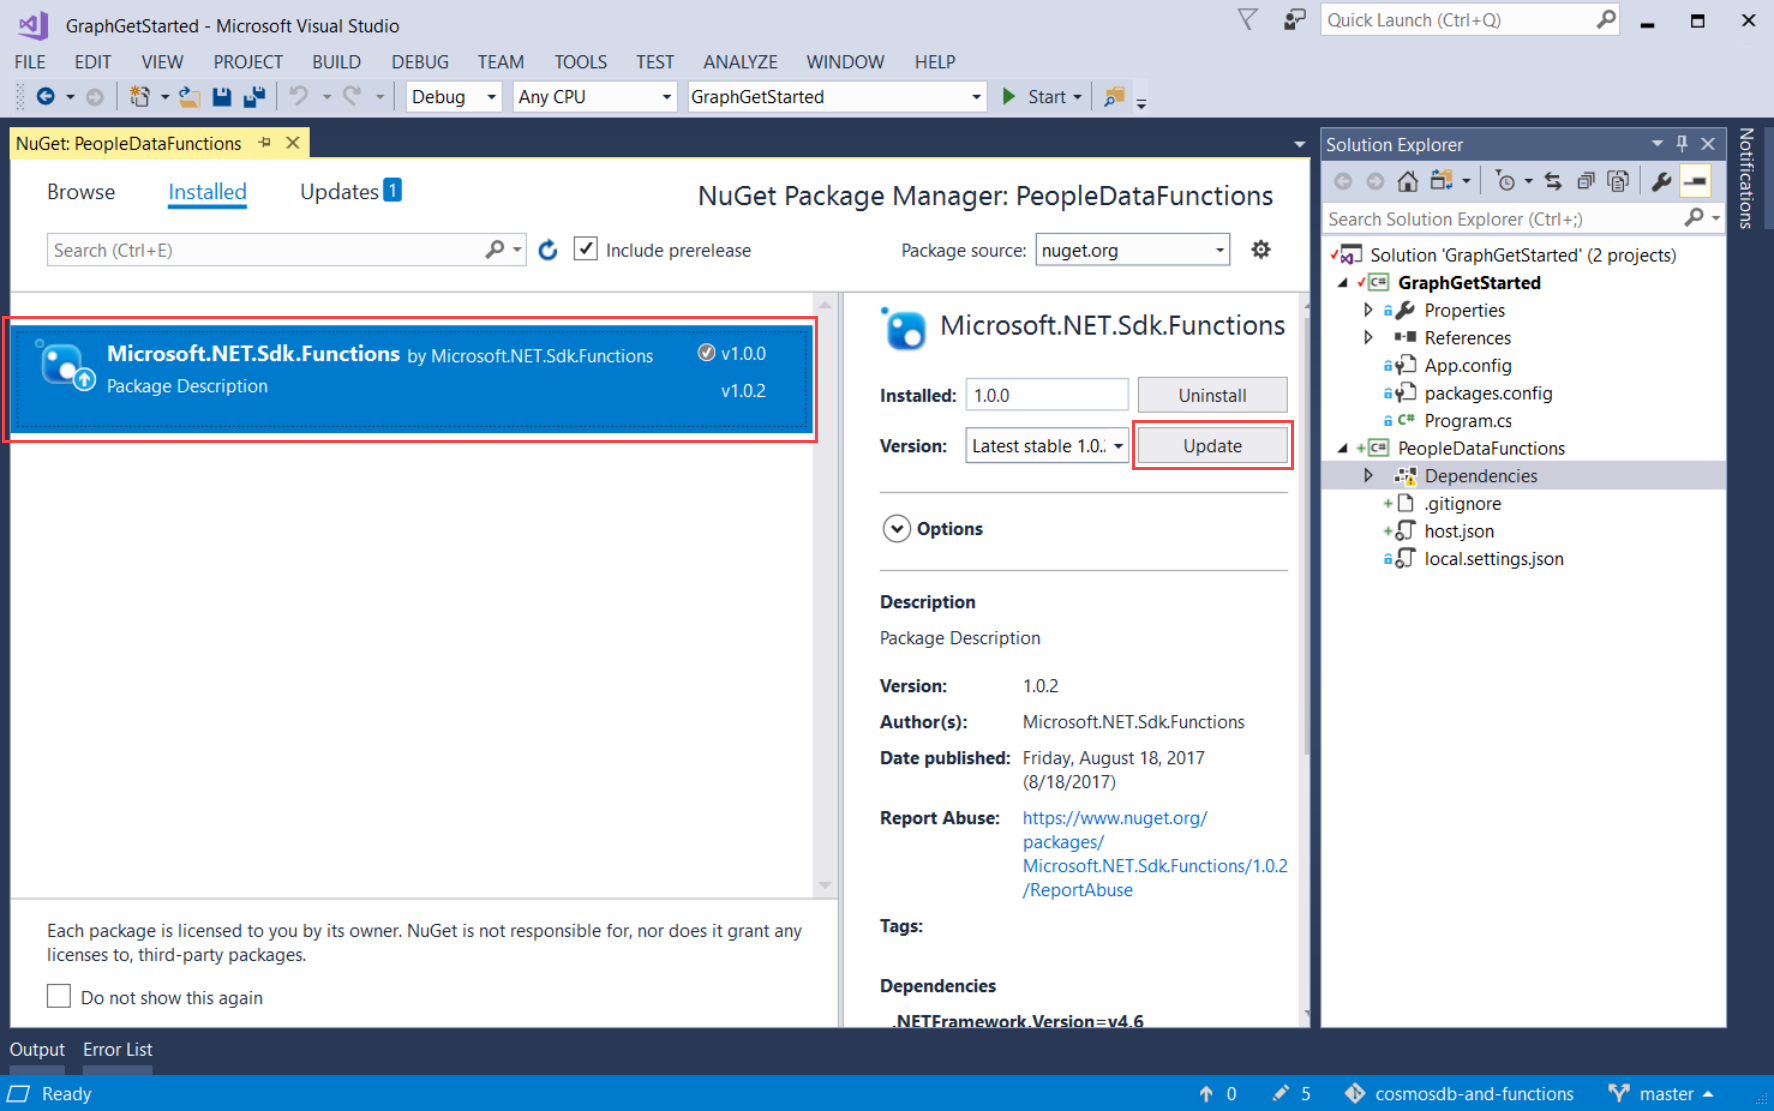 GraphGetStarted - Microsoft Visual Studio
Quick Launch (Ctrl+Q)
FILE EDIT VIEW PROJECT BUILD DEBUG TEAM TOOLS TEST ANALYZE WINDOW HELP
Debug Any CPU GraphGetStarted Start
NuGet: PeopleDataFunctions
Browse Installed Updates 1
NuGet Package Manager: PeopleDataFunctions
Search (Ctrl+E) Include prerelease Package source: nuget.org
Microsoft.NET.Sdk.Functions by Microsoft.NET.Sdk.Functions v1.0.0
Package Description v1.0.2
Each package is licensed to you by its owner. NuGet is not responsible for, nor does it grant any
licenses to, third-party packages.
Do not show this again
Microsoft.NET.Sdk.Functions
Installed: 1.0.0 Uninstall
Version: Latest stable 1.0. Update
Options
Description
Package Description
Version: 1.0.2
Author(s): Microsoft.NET.Sdk.Functions
Date published: Friday, August 18, 2017
(8/18/2017)
Report Abuse: https://www.nuget.org/
packages/
Microsoft.NET.Sdk.Functions/1.0.2
/ReportAbuse
Tags:
Dependencies
.NETFramework,Version=v4.6
Solution Explorer
Search Solution Explorer (Ctrl+;)
Solution 'GraphGetStarted' (2 projects)
C# GraphGetStarted
Properties
References
App.config
packages.config
C# Program.cs
C# PeopleDataFunctions
Dependencies
.gitignore
host.json
local.settings.json
Notifications
Output Error List
Ready 0 5 cosmosdb-and-functions master